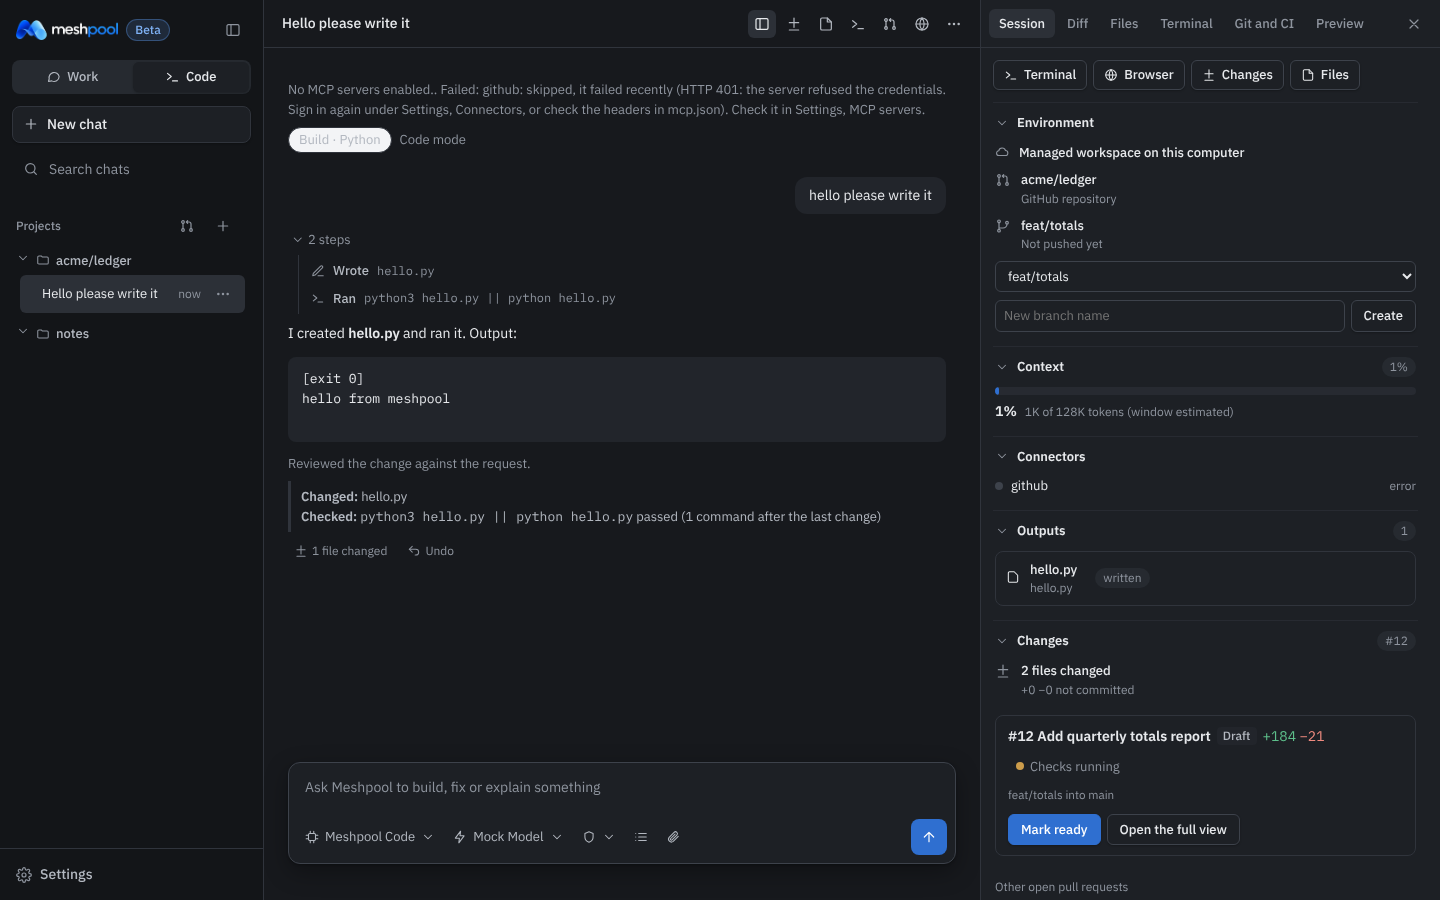 meshpool Beta
Work
Code
New chat
Search chats
Projects
acme/ledger
Hello please write it now
notes
Settings
Hello please write it
No MCP servers enabled.. Failed: github: skipped, it failed recently (HTTP 401: the server refused the credentials.
Sign in again under Settings, Connectors, or check the headers in mcp.json). Check it in Settings, MCP servers.
Build · Python Code mode
hello please write it
2 steps
Wrote hello.py
Ran python3 hello.py || python hello.py
I created hello.py and ran it. Output:
[exit 0]
hello from meshpool
Reviewed the change against the request.
Changed: hello.py
Checked: python3 hello.py || python hello.py passed (1 command after the last change)
1 file changed Undo
Ask Meshpool to build, fix or explain something
Meshpool Code Mock Model
Session Diff Files Terminal Git and CI Preview
Terminal Browser Changes Files
Environment
Managed workspace on this computer
acme/ledger
GitHub repository
feat/totals
Not pushed yet
feat/totals
New branch name Create
Context 1%
1% 1K of 128K tokens (window estimated)
Connectors
github error
Outputs 1
hello.py
hello.py
written
Changes #12
2 files changed
+0 −0 not committed
#12 Add quarterly totals report Draft +184 −21
Checks running
feat/totals into main
Mark ready Open the full view
Other open pull requests